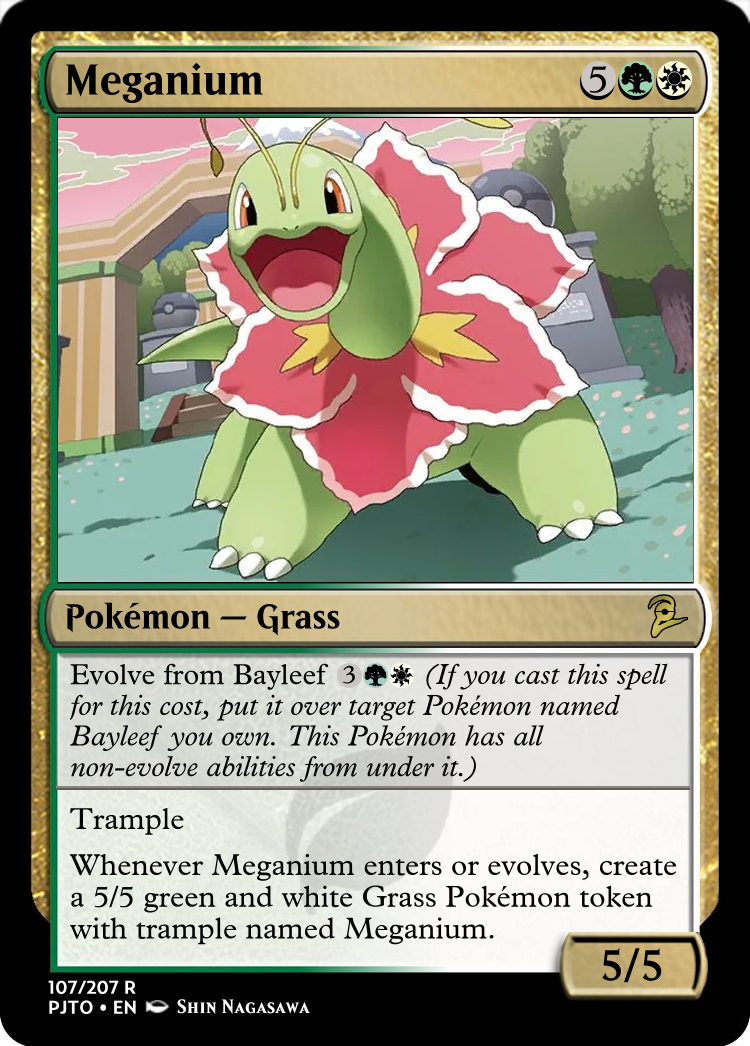 Meganium 5
Pokémon — Grass
Evolve from Bayleef 3 (If you cast this spell
for this cost, put it over target Pokémon named
Bayleef you own. This Pokémon has all
non-evolve abilities from under it.)
Trample
Whenever Meganium enters or evolves, create
a 5/5 green and white Grass Pokémon token
with trample named Meganium.
5/5
107/207 R
PJTO • EN Shin Nagasawa